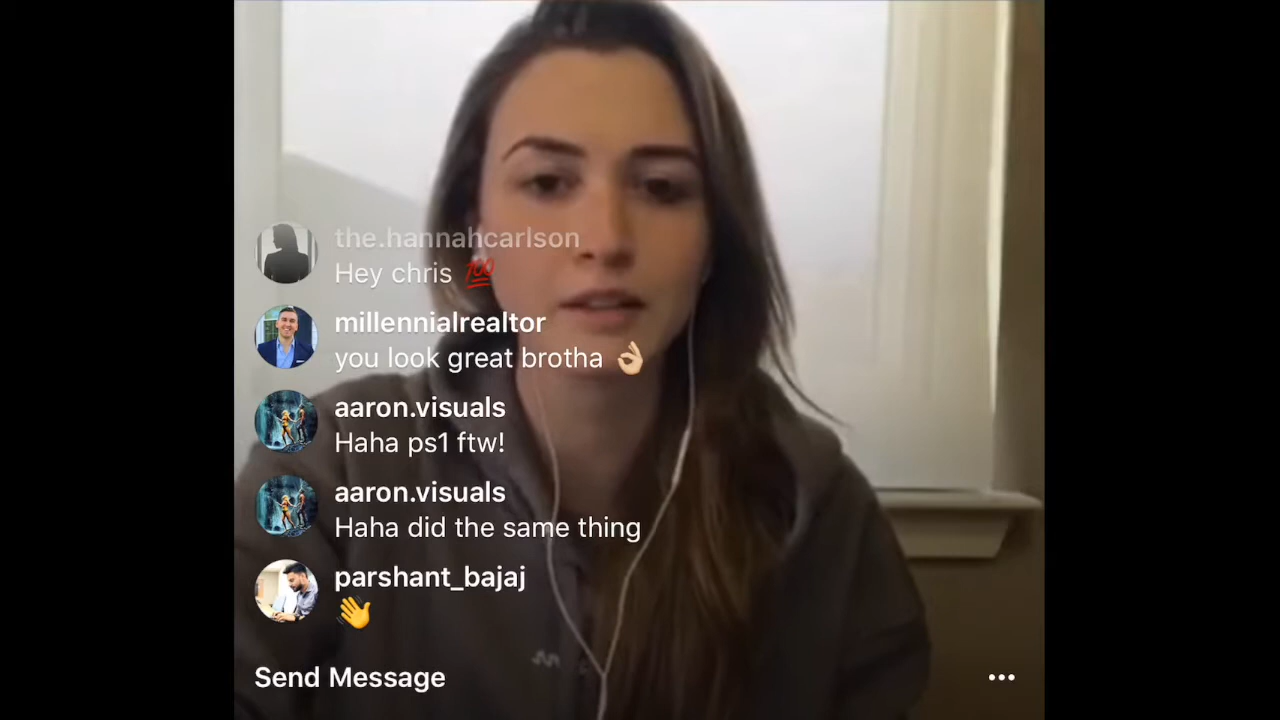 the.hannahcarlson
Hey chris 💯
millennialrealtor
you look great brotha 👌🏻
aaron.visuals
Haha ps1 ftw!
aaron.visuals
Haha did the same thing
parshant_bajaj
👋
Send Message